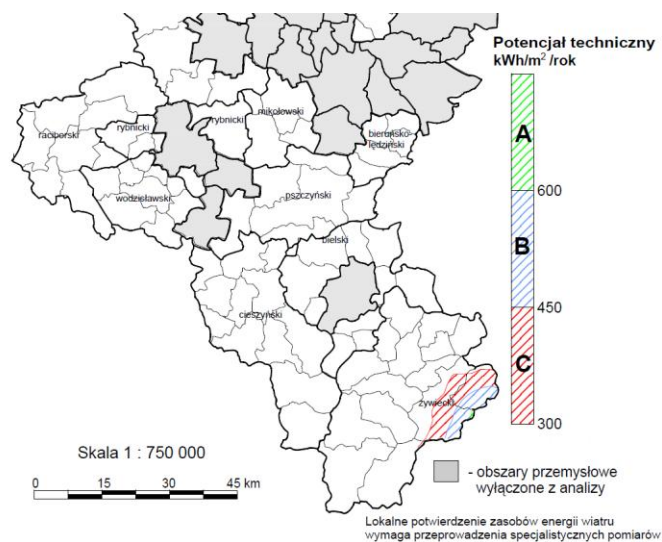 Potencjał techniczny
kWh/m² /rok
A
600
B
450
C
300
mikołowski
rybnicki
rybnicki
raciborski
bieruńsko-
lędziński
wodzisławski
pszczyński
bielski
cieszyński
żywiecki
Skala 1 : 750 000
0 15 30 45 km
- obszary przemysłowe
wyłączone z analizy
Lokalne potwierdzenie zasobów energii wiatru
wymaga przeprowadzenia specjalistycznych pomiarów